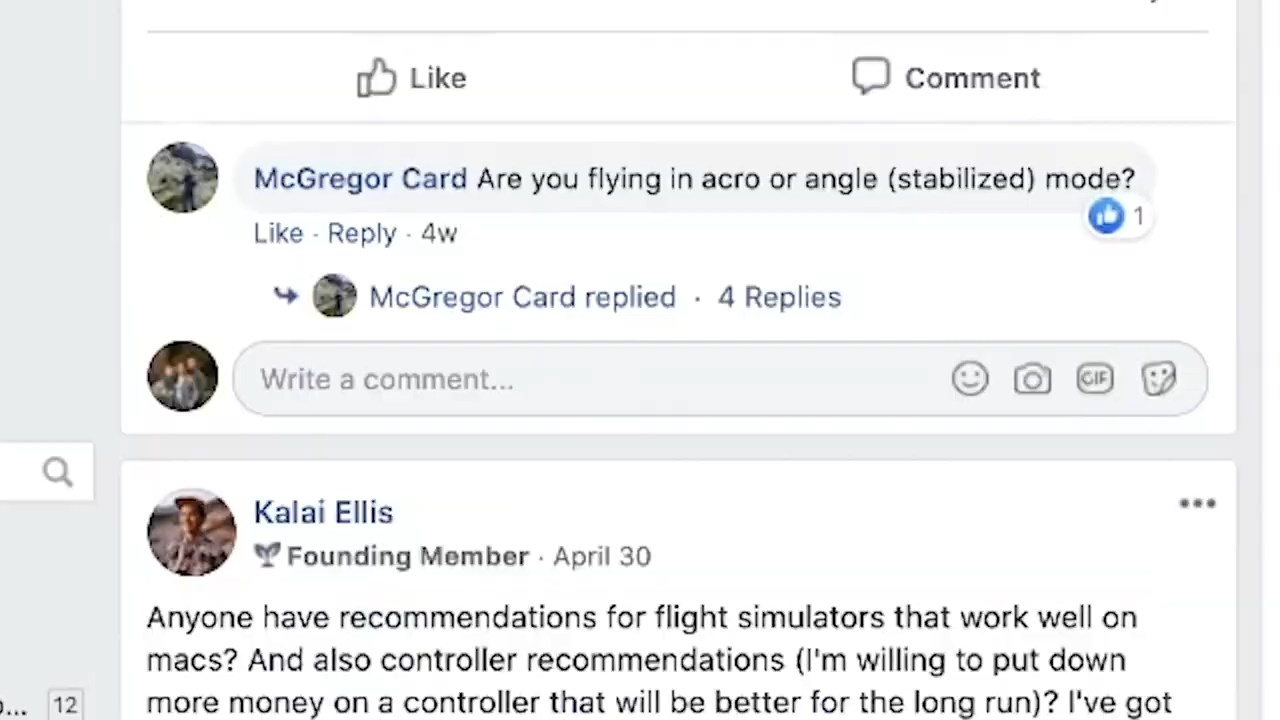 Like Comment
McGregor Card Are you flying in acro or angle (stabilized) mode?
1
Like · Reply · 4w
McGregor Card replied · 4 Replies
Write a comment...
GIF
Kalai Ellis
Founding Member · April 30
Anyone have recommendations for flight simulators that work well on
macs? And also controller recommendations (I'm willing to put down
more money on a controller that will be better for the long run)? I've got
12